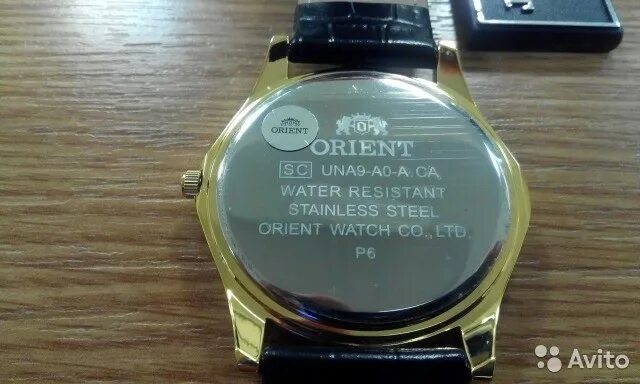 ORIENT
ORIENT
SC UNA9-A0-A CA
WATER RESISTANT
STAINLESS STEEL
ORIENT WATCH CO., LTD.
P6
Avito